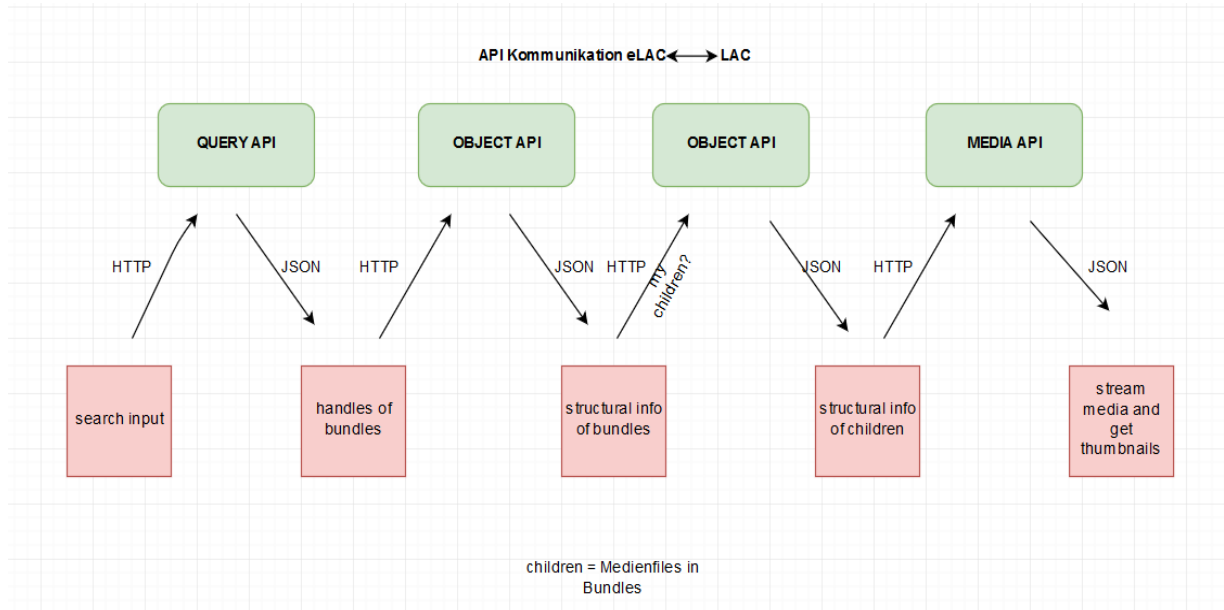 API Kommunikation eLAC LAC
QUERY API
OBJECT API
OBJECT API
MEDIA API
HTTP
JSON
HTTP
JSON
HTTP
my
children?
JSON
HTTP
JSON
search input
handles of
bundles
structural info
of bundles
structural info
of children
stream
media and
get
thumbnails
children = Medienfiles in
Bundles